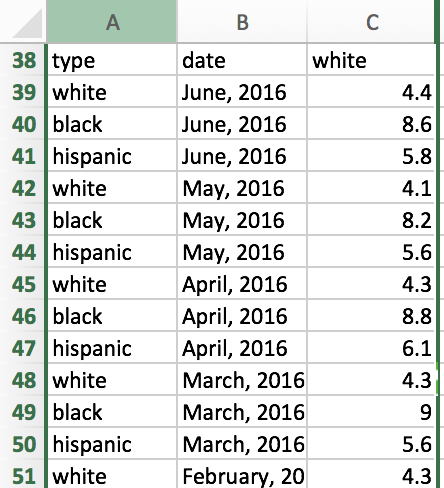 A B C
38 type date white
39 white June, 2016 4.4
40 black June, 2016 8.6
41 hispanic June, 2016 5.8
42 white May, 2016 4.1
43 black May, 2016 8.2
44 hispanic May, 2016 5.6
45 white April, 2016 4.3
46 black April, 2016 8.8
47 hispanic April, 2016 6.1
48 white March, 2016 4.3
49 black March, 2016 9
50 hispanic March, 2016 5.6
51 white February, 20 4.3